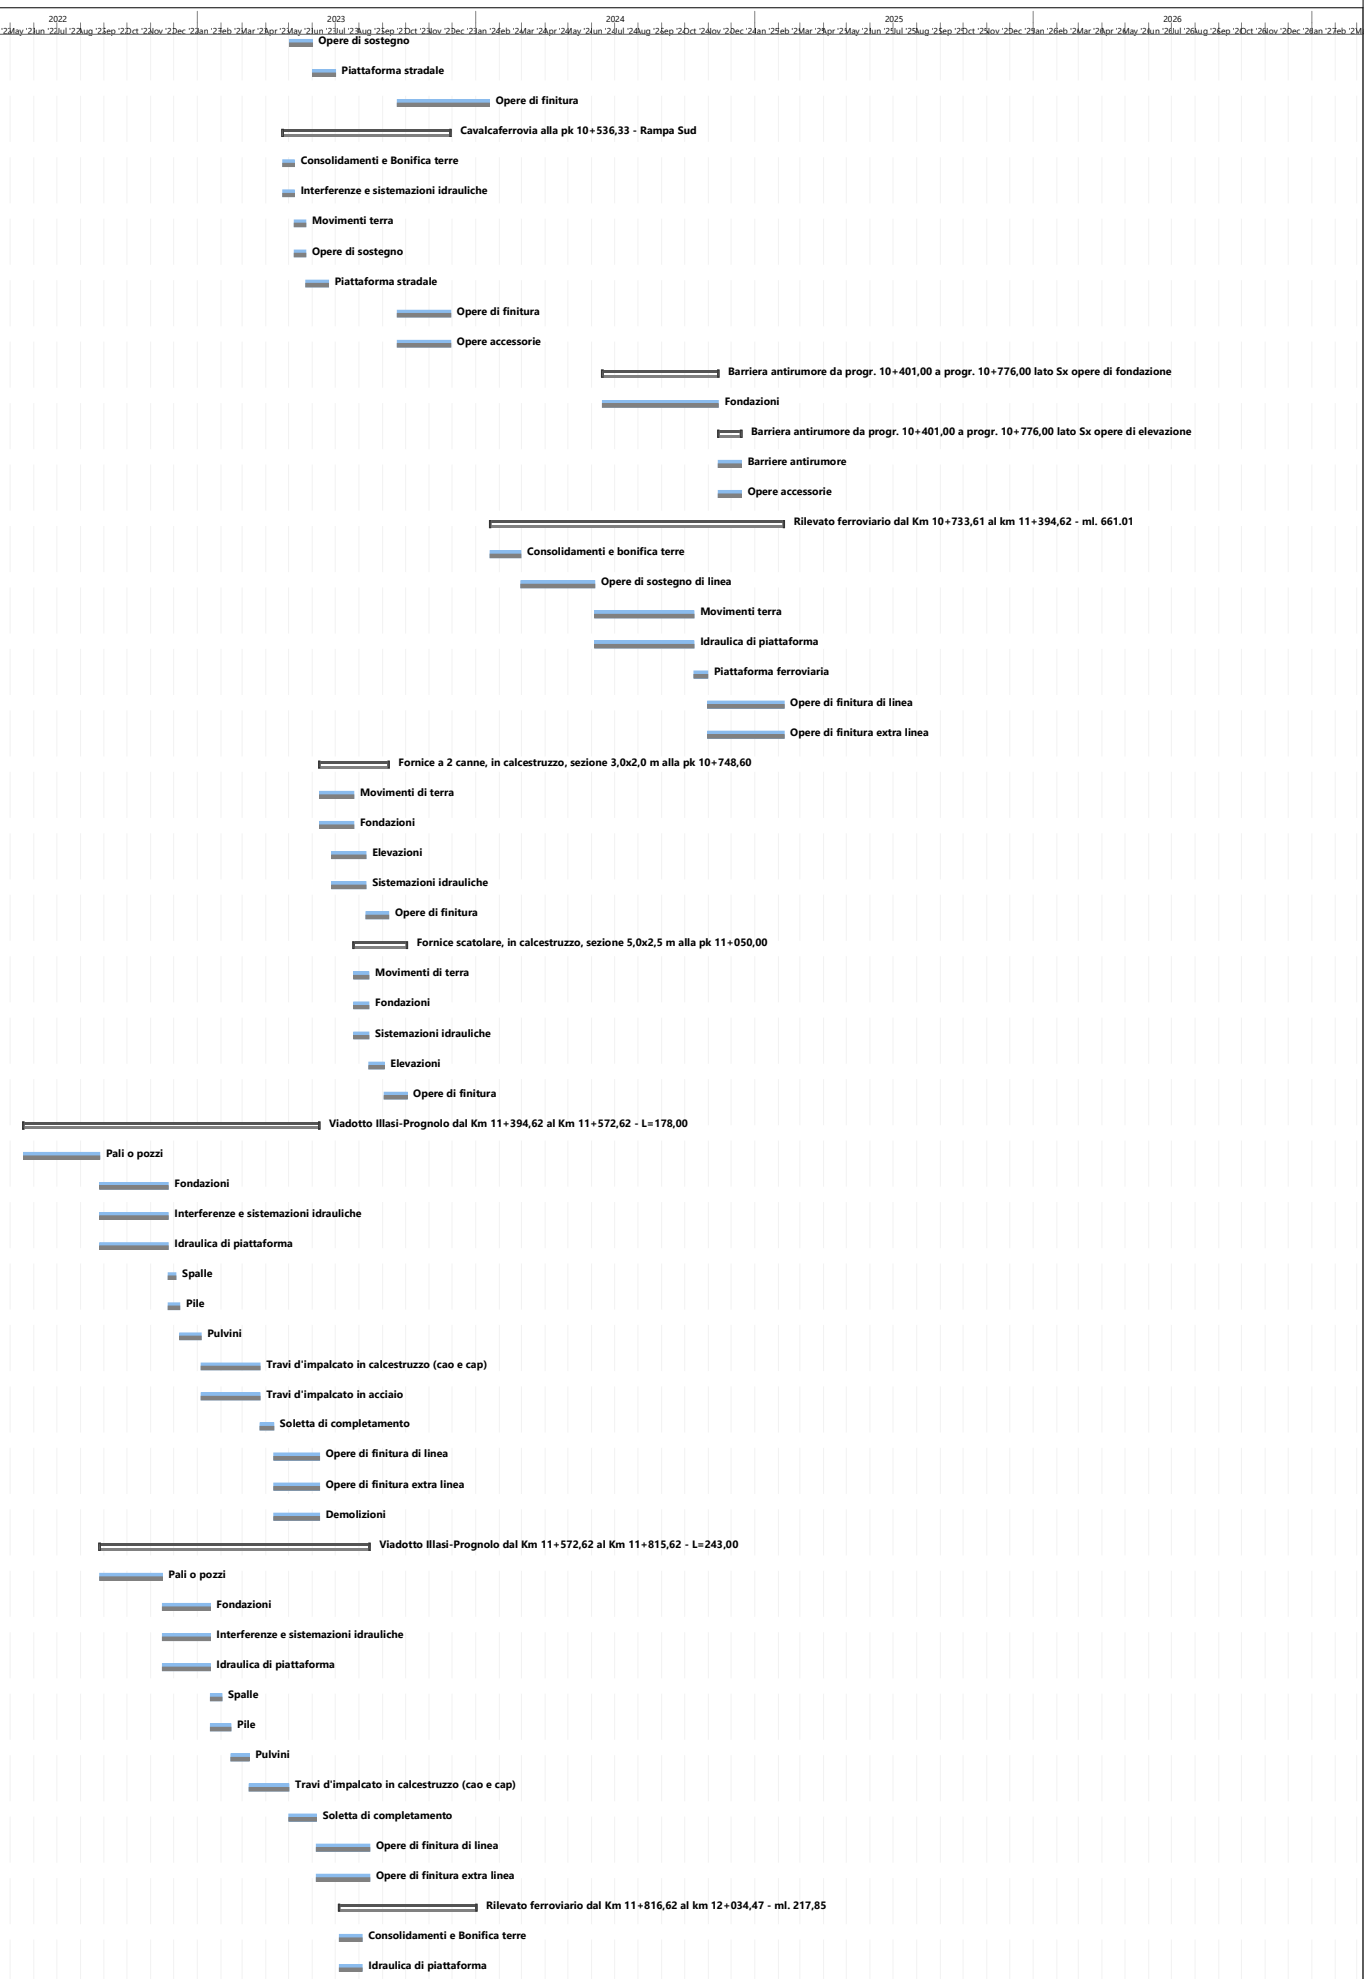 2022 2023 2024 2025 2026
Opere di sostegno
Piattaforma stradale
Opere di finitura
Cavalcaferrovia alla pk 10+536,33 - Rampa Sud
Consolidamenti e Bonifica terre
Interferenze e sistemazioni idrauliche
Movimenti terra
Opere di sostegno
Piattaforma stradale
Opere di finitura
Opere accessorie
Barriera antirumore da progr. 10+401,00 a progr. 10+776,00 lato Sx opere di fondazione
Fondazioni
Barriera antirumore da progr. 10+401,00 a progr. 10+776,00 lato Sx opere di elevazione
Barriere antirumore
Opere accessorie
Rilevato ferroviario dal Km 10+733,61 al km 11+394,62 - ml. 661.01
Consolidamenti e bonifica terre
Opere di sostegno di linea
Movimenti terra
Idraulica di piattaforma
Piattaforma ferroviaria
Opere di finitura di linea
Opere di finitura extra linea
Fornice a 2 canne, in calcestruzzo, sezione 3,0x2,0 m alla pk 10+748,60
Movimenti di terra
Fondazioni
Elevazioni
Sistemazioni idrauliche
Opere di finitura
Fornice scatolare, in calcestruzzo, sezione 5,0x2,5 m alla pk 11+050,00
Movimenti di terra
Fondazioni
Sistemazioni idrauliche
Elevazioni
Opere di finitura
Viadotto Illasi-Prognolo dal Km 11+394,62 al Km 11+572,62 - L=178,00
Pali o pozzi
Fondazioni
Interferenze e sistemazioni idrauliche
Idraulica di piattaforma
Spalle
Pile
Pulvini
Travi d'impalcato in calcestruzzo (cao e cap)
Travi d'impalcato in acciaio
Soletta di completamento
Opere di finitura di linea
Opere di finitura extra linea
Demolizioni
Viadotto Illasi-Prognolo dal Km 11+572,62 al Km 11+815,62 - L=243,00
Pali o pozzi
Fondazioni
Interferenze e sistemazioni idrauliche
Idraulica di piattaforma
Spalle
Pile
Pulvini
Travi d'impalcato in calcestruzzo (cao e cap)
Soletta di completamento
Opere di finitura di linea
Opere di finitura extra linea
Rilevato ferroviario dal Km 11+816,62 al km 12+034,47 - ml. 217,85
Consolidamenti e Bonifica terre
Idraulica di piattaforma